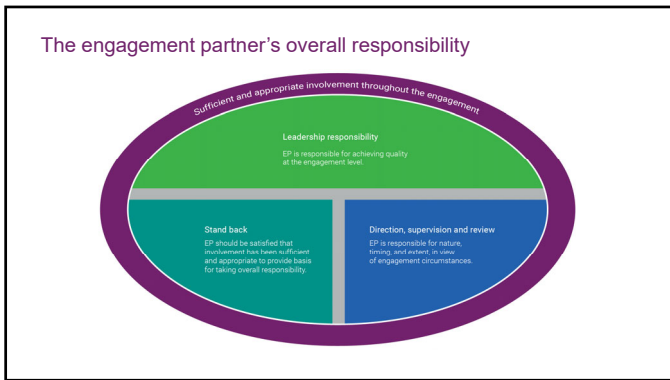 The engagement partner's overall responsibility
Sufficient and appropriate involvement throughout the engagement
Leadership responsibility
EP is responsible for achieving quality
at the engagement level.
Stand back
EP should be satisfied that
involvement has been sufficient
and appropriate to provide basis
for taking overall responsibility.
Direction, supervision and review
EP is responsible for nature,
timing, and extent, in view
of engagement circumstances.